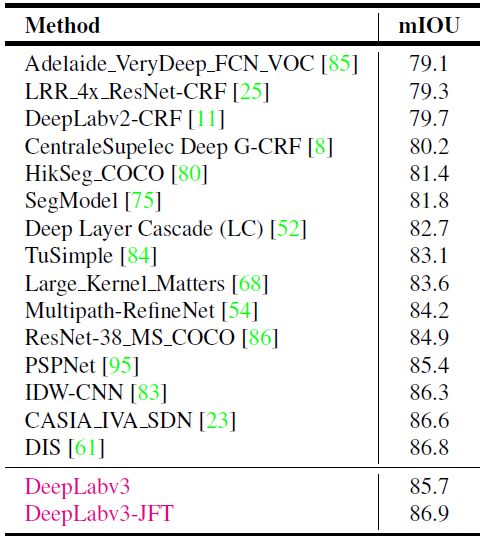 Method mIOU
Adelaide_VeryDeep_FCN_VOC [85] 79.1
LRR_4x_ResNet-CRF [25] 79.3
DeepLabv2-CRF [11] 79.7
CentraleSupelec Deep G-CRF [8] 80.2
HikSeg_COCO [80] 81.4
SegModel [75] 81.8
Deep Layer Cascade (LC) [52] 82.7
TuSimple [84] 83.1
Large_Kernel_Matters [68] 83.6
Multipath-RefineNet [54] 84.2
ResNet-38_MS_COCO [86] 84.9
PSPNet [95] 85.4
IDW-CNN [83] 86.3
CASIA_IVA_SDN [23] 86.6
DIS [61] 86.8
DeepLabv3 85.7
DeepLabv3-JFT 86.9